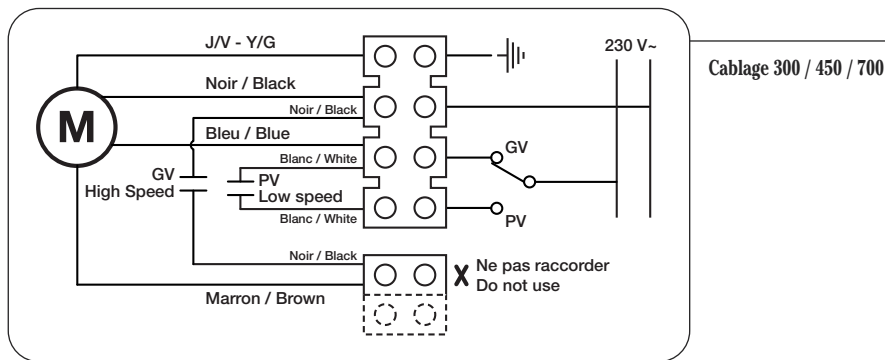 J/V - Y/G
230 V~
Cablage 300 / 450 / 700
Noir / Black
Noir / Black
M
Bleu / Blue
GV
Blanc / White
GV
High Speed
PV
Low speed
Blanc / White
PV
Noir / Black
X
Ne pas raccorder
Do not use
Marron / Brown